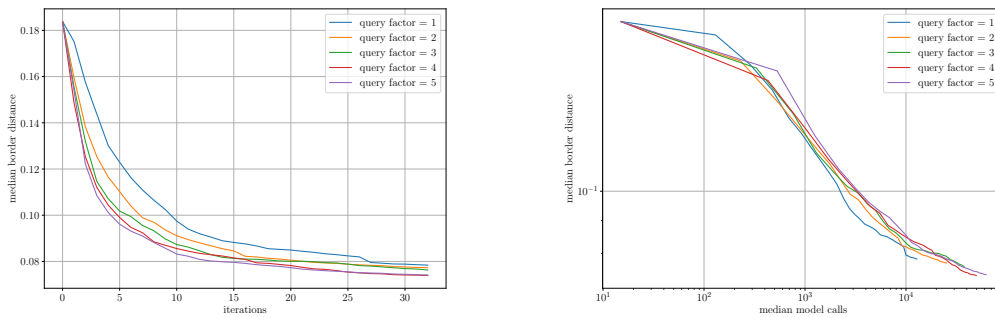 0.18
0.16
0.14
0.12
0.10
0.08
median border distance
0 5 10 15 20 25 30
iterations
query factor = 1
query factor = 2
query factor = 3
query factor = 4
query factor = 5
10^{-1}
median border distance
10^1 10^2 10^3 10^4
median model calls
query factor = 1
query factor = 2
query factor = 3
query factor = 4
query factor = 5